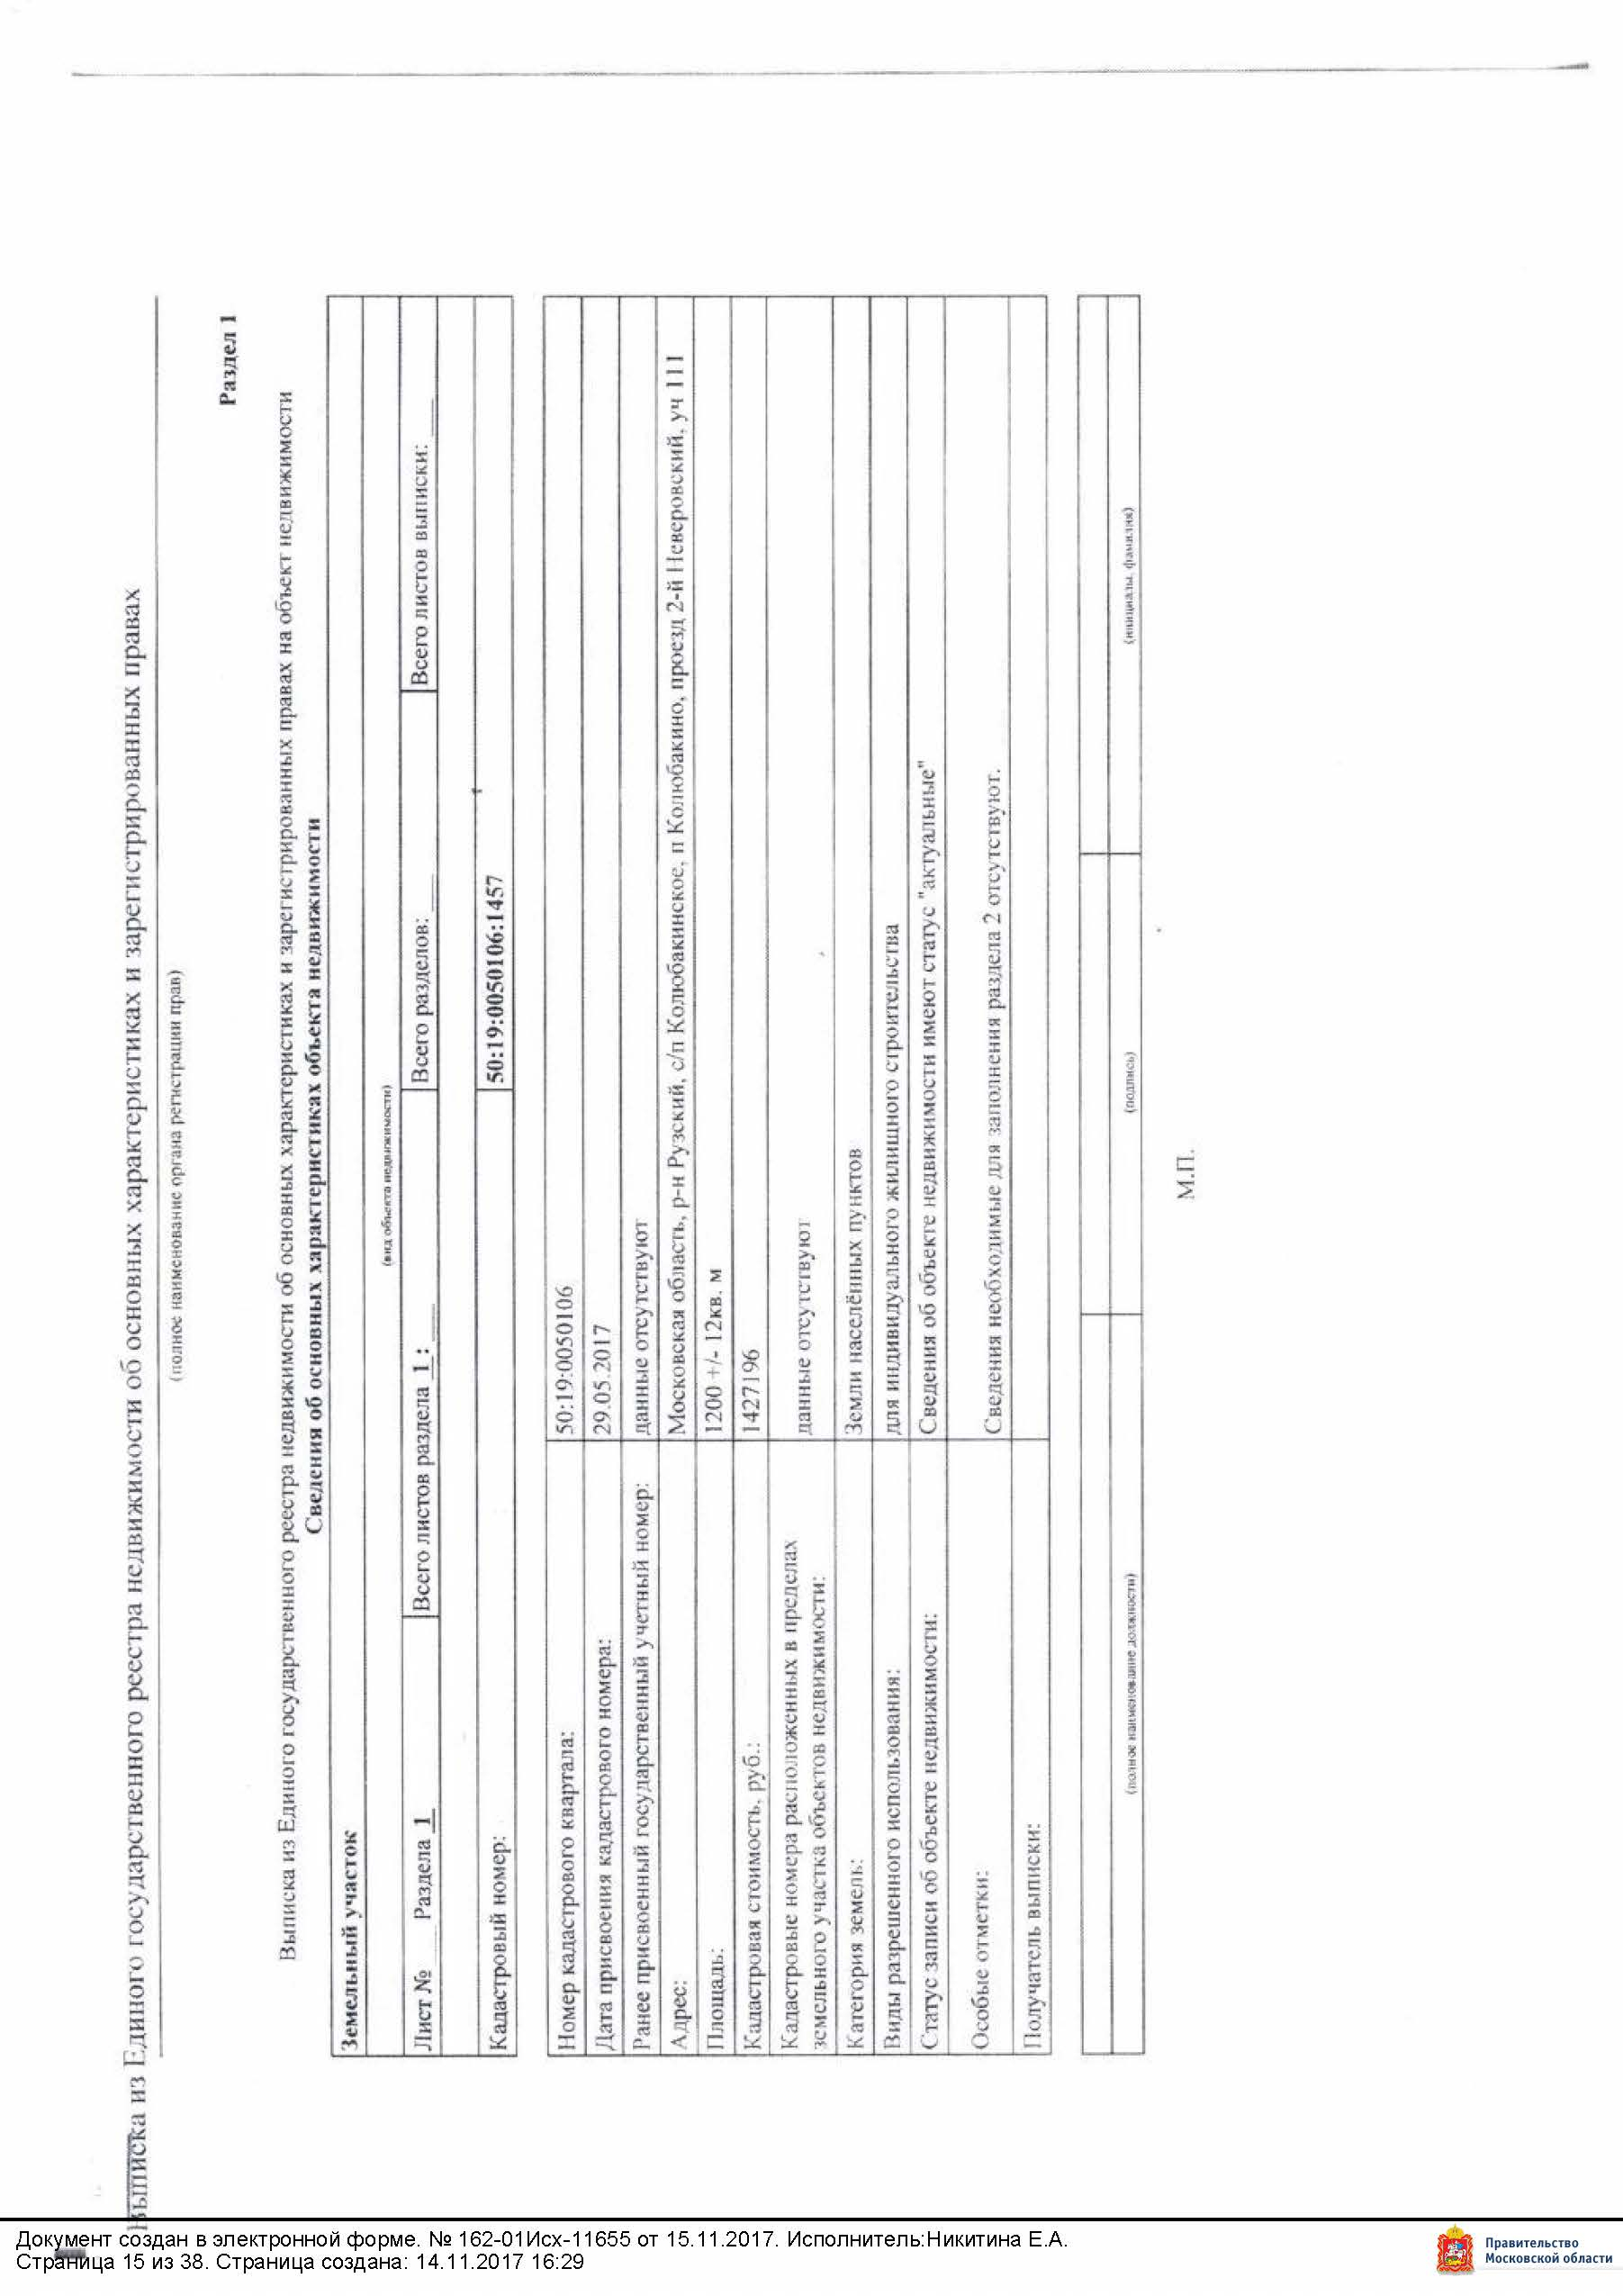 Выписка из Единого государственного реестра недвижимости об основных характеристиках и зарегистрированных правах
(полное наименование органа регистрации прав)
Раздел 1
Выписка из Единого государственного реестра недвижимости об основных характеристиках и зарегистрированных правах на объект недвижимости
Сведения об основных характеристиках объекта недвижимости
Земельный участок
(вид объекта недвижимости)
Лист № ___ Раздела 1 Всего листов раздела 1: ___ Всего разделов: ___ Всего листов выписки: ___
Кадастровый номер: 50:19:0050106:1457
Номер кадастрового квартала: 50:19:0050106
Дата присвоения кадастрового номера: 29.05.2017
Ранее присвоенный государственный учетный номер: данные отсутствуют
Адрес: Московская область, р-н Рузский, с/п Колюбакинское, п Колюбакино, проезд 2-й Неверовский, уч 111
Площадь: 1200 +/- 12кв. м
Кадастровая стоимость, руб.: 1427196
Кадастровые номера расположенных в пределах
земельного участка объектов недвижимости: данные отсутствуют
Категория земель: Земли населённых пунктов
Виды разрешенного использования: для индивидуального жилищного строительства
Статус записи об объекте недвижимости: Сведения об объекте недвижимости имеют статус "актуальные"
Особые отметки: Сведения необходимые для заполнения раздела 2 отсутствуют.
Получатель выписки:
(полное наименование должности) (подпись) (инициалы, фамилия)
М.П.
Документ создан в электронной форме. № 162-01Исх-11655 от 15.11.2017. Исполнитель:Никитина Е.А.
Страница 15 из 38. Страница создана: 14.11.2017 16:29
Правительство
Московской области